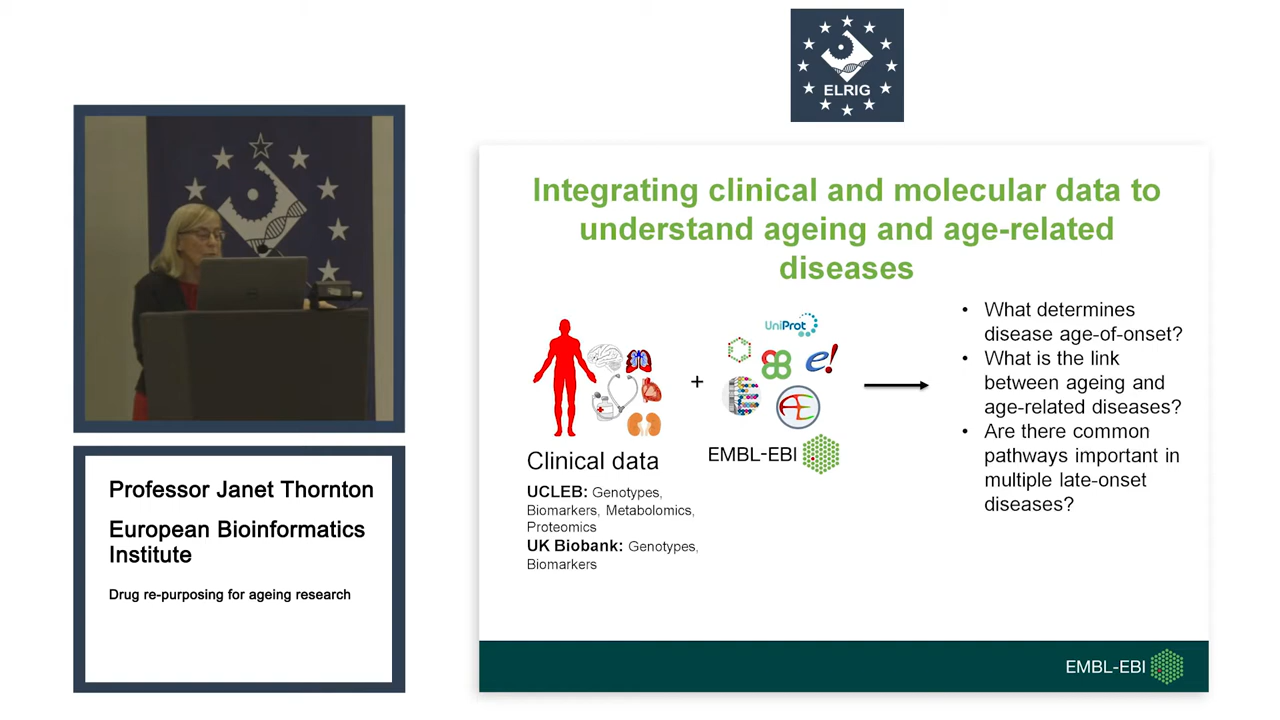 ELRIG
Integrating clinical and molecular data to
understand ageing and age-related
diseases
UniProt
e!
Æ
EMBL-EBI
+
Clinical data
UCLEB: Genotypes,
Biomarkers, Metabolomics,
Proteomics
UK Biobank: Genotypes,
Biomarkers
• What determines
disease age-of-onset?
• What is the link
between ageing and
age-related diseases?
• Are there common
pathways important in
multiple late-onset
diseases?
EMBL-EBI
Professor Janet Thornton
European Bioinformatics
Institute
Drug re-purposing for ageing research